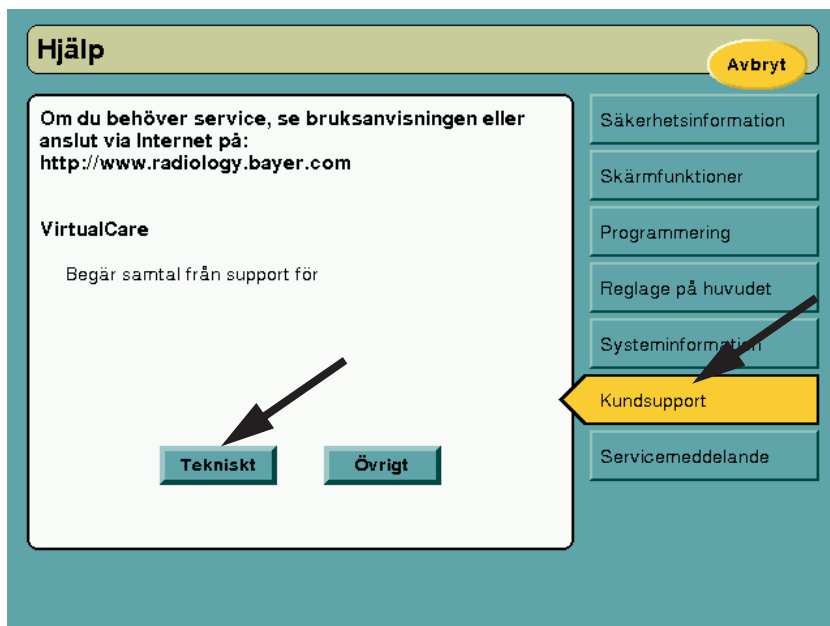 Hjälp
Avbryt
Om du behöver service, se bruksanvisningen eller
anslut via Internet på:
http://www.radiology.bayer.com
VirtualCare
Begär samtal från support för
Tekniskt
Övrigt
Säkerhetsinformation
Skärmfunktioner
Programmering
Reglage på huvudet
Systeminformation
Kundsupport
Servicemeddelande